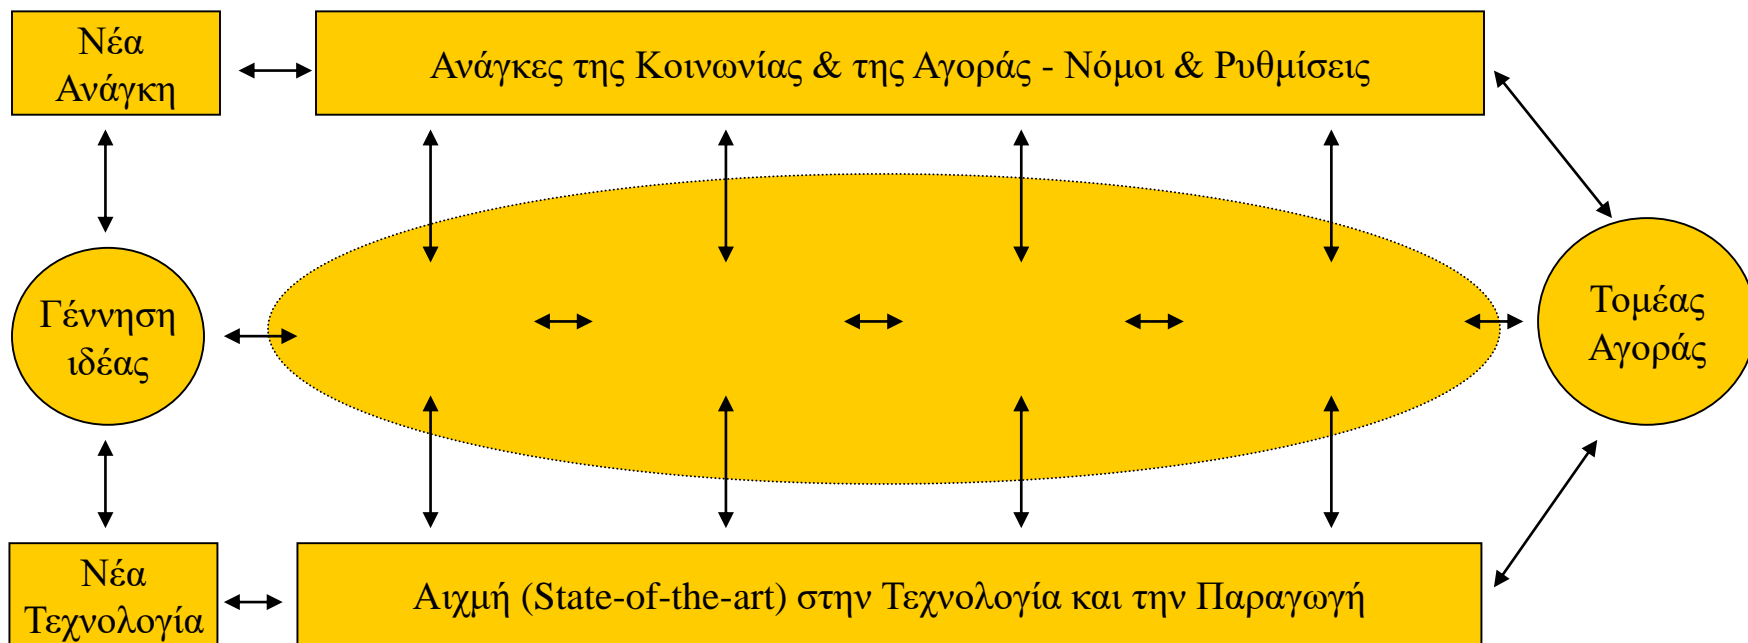 Νέα
Ανάγκη
Ανάγκες της Κοινωνίας & της Αγοράς - Νόμοι & Ρυθμίσεις
Γέννηση
ιδέας
Τομέας
Αγοράς
Νέα
Τεχνολογία
Αιχμή (State-of-the-art) στην Τεχνολογία και την Παραγωγή